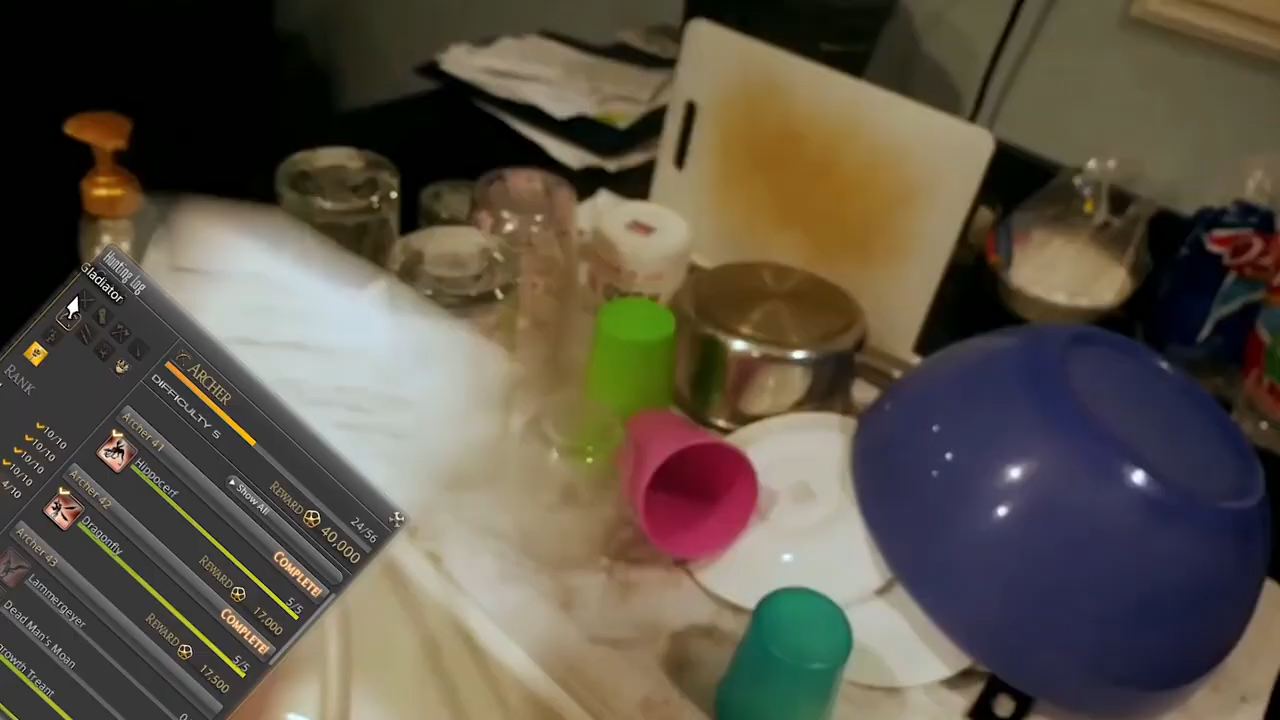 Hunting Log
Gladiator
RANK
10/10
10/10
10/10
10/10
4/10
ARCHER
DIFFICULTY 5
Show All
24/56
Archer 41
REWARD 40,000
Hippocerf
COMPLETE!
5/5
Archer 42
REWARD 17,000
Dragonfly
COMPLETE!
5/5
Archer 43
REWARD 17,500
Lammergeyer
0
Dead Man's Moan
rowth Treant